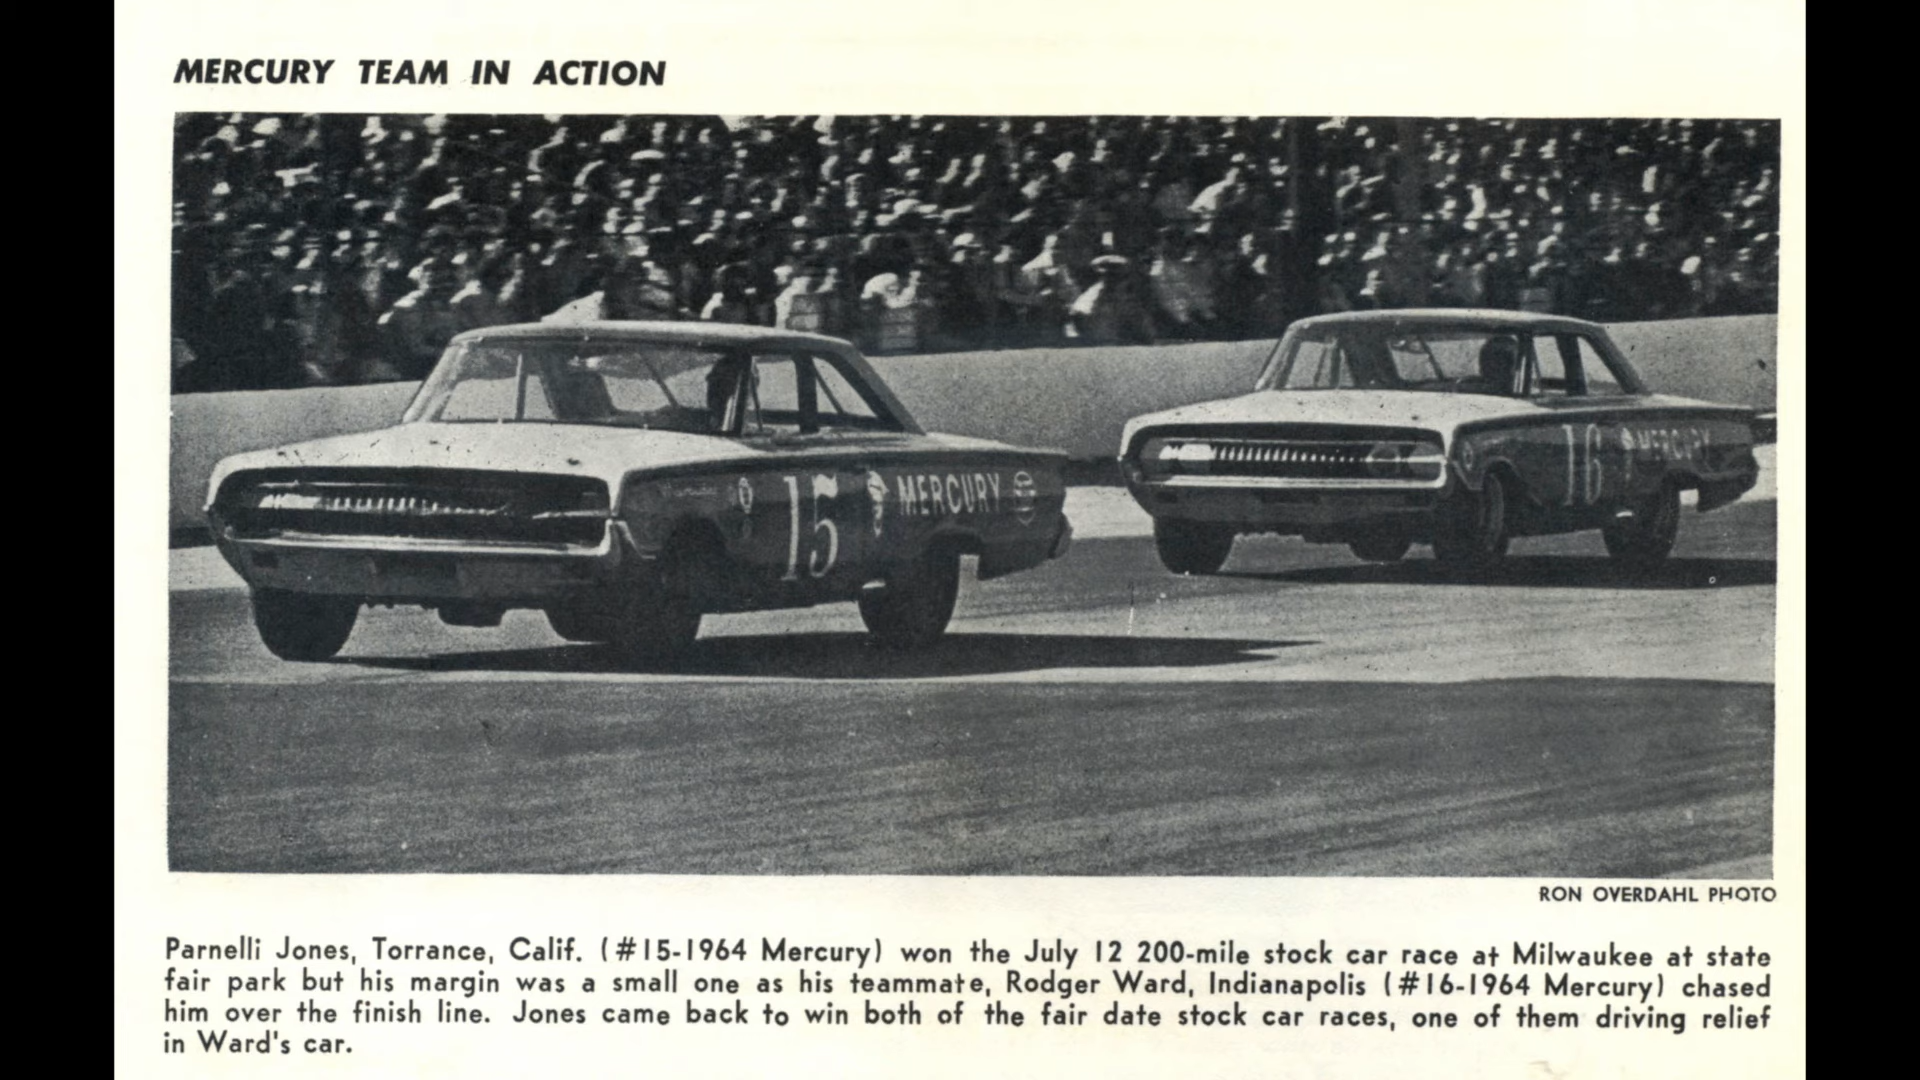 MERCURY TEAM IN ACTION
15 MERCURY
16 MERCURY
RON OVERDAHL PHOTO
Parnelli Jones, Torrance, Calif. (#15-1964 Mercury) won the July 12 200-mile stock car race at Milwaukee at state
fair park but his margin was a small one as his teammate, Rodger Ward, Indianapolis (#16-1964 Mercury) chased
him over the finish line. Jones came back to win both of the fair date stock car races, one of them driving relief
in Ward's car.